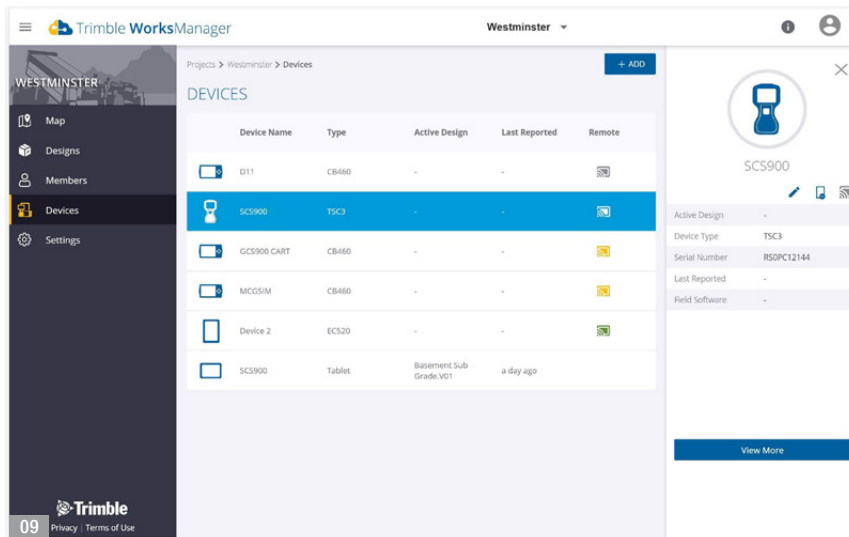 Trimble WorksManager
Westminster
WESTMINSTER
Map
Designs
Members
Devices
Settings
Trimble
Privacy | Terms of Use
09
Projects > Westminster > Devices
+ ADD
DEVICES
Device Name Type Active Design Last Reported Remote
D11 CB460 - -
SCS900 TSC3 - -
GCS900 CART CB460 - -
MCGSIM CB460 - -
Device 2 EC520 - -
SCS900 Tablet Basement Sub Grade.V01 a day ago
SCS900
Active Design -
Device Type TSC3
Serial Number RS0PC12144
Last Reported -
Field Software -
View More